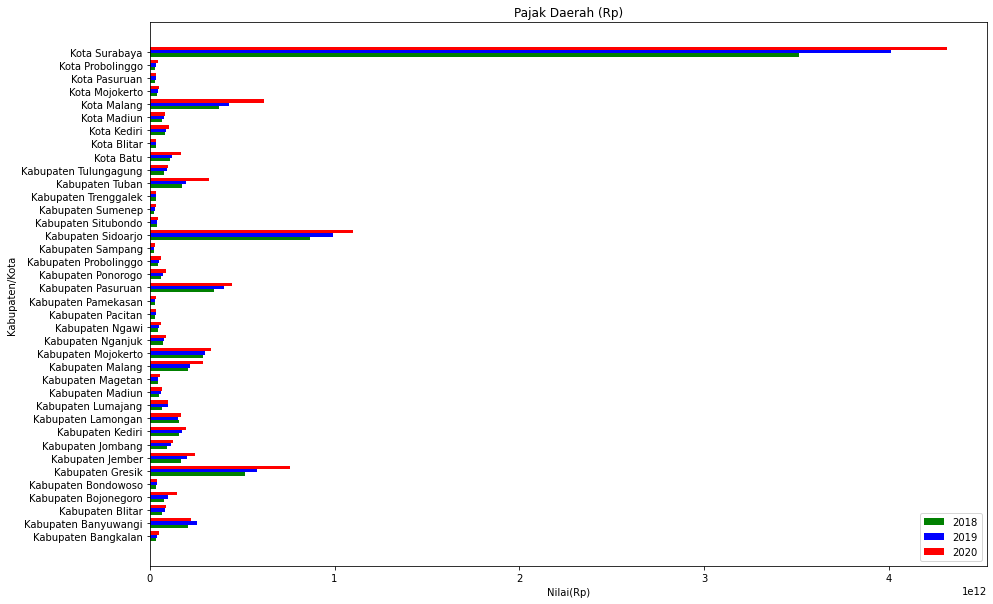 Pajak Daerah (Rp)
Kabupaten/Kota
Kota Surabaya
Kota Probolinggo
Kota Pasuruan
Kota Mojokerto
Kota Malang
Kota Madiun
Kota Kediri
Kota Blitar
Kota Batu
Kabupaten Tulungagung
Kabupaten Tuban
Kabupaten Trenggalek
Kabupaten Sumenep
Kabupaten Situbondo
Kabupaten Sidoarjo
Kabupaten Sampang
Kabupaten Probolinggo
Kabupaten Ponorogo
Kabupaten Pasuruan
Kabupaten Pamekasan
Kabupaten Pacitan
Kabupaten Ngawi
Kabupaten Nganjuk
Kabupaten Mojokerto
Kabupaten Malang
Kabupaten Magetan
Kabupaten Madiun
Kabupaten Lumajang
Kabupaten Lamongan
Kabupaten Kediri
Kabupaten Jombang
Kabupaten Jember
Kabupaten Gresik
Kabupaten Bondowoso
Kabupaten Bojonegoro
Kabupaten Blitar
Kabupaten Banyuwangi
Kabupaten Bangkalan
2018
2019
2020
0 1 2 3 4
1e12
Nilai(Rp)